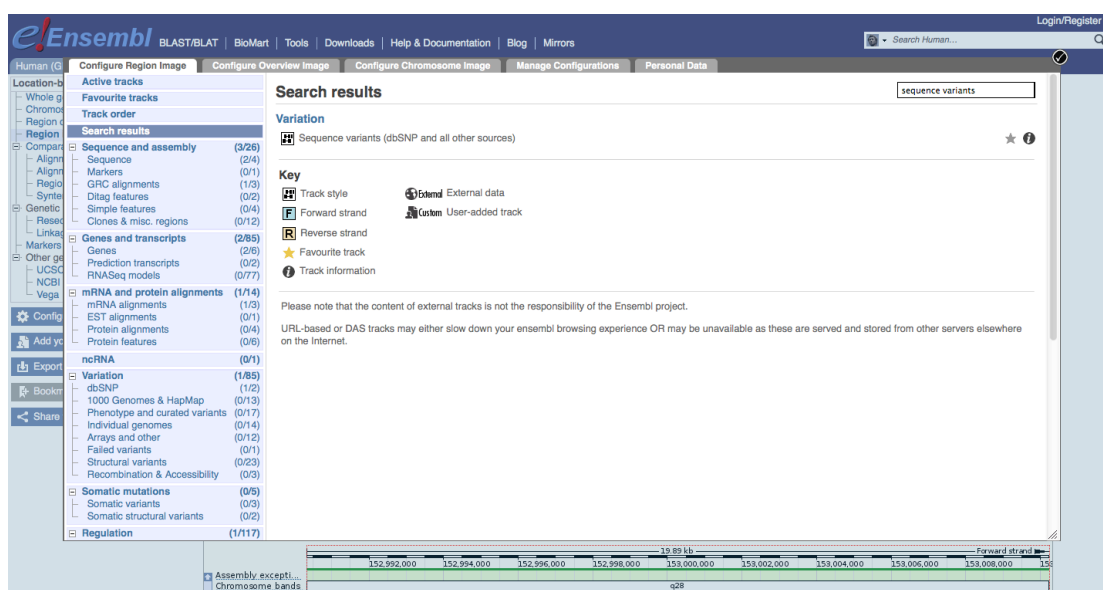 Login/Register
e!Ensembl BLAST/BLAT | BioMart | Tools | Downloads | Help & Documentation | Blog | Mirrors
Search Human...
Human (G
Configure Region Image Configure Overview Image Configure Chromosome Image Manage Configurations Personal Data
Location-b
Whole g
Chromos
Region
Compara
Alignn
Alignn
Regio
Synte
Genetic
Resec
Linkag
Markers
Other ge
UCSC
NCBI
Vega
Config
Add yo
Export
Bookm
Share
Active tracks
Favourite tracks
Track order
Search results
Sequence and assembly (3/26)
Sequence (2/4)
Markers (0/1)
GRC alignments (1/3)
Ditag features (0/2)
Simple features (0/4)
Clones & misc. regions (0/12)
Genes and transcripts (2/85)
Genes (2/6)
Prediction transcripts (0/2)
RNASeq models (0/77)
mRNA and protein alignments (1/14)
mRNA alignments (1/3)
EST alignments (0/1)
Protein alignments (0/4)
Protein features (0/6)
ncRNA (0/1)
Variation (1/85)
dbSNP (1/2)
1000 Genomes & HapMap (0/13)
Phenotype and curated variants (0/17)
Individual genomes (0/14)
Arrays and other (0/12)
Failed variants (0/1)
Structural variants (0/23)
Recombination & Accessibility (0/3)
Somatic mutations (0/5)
Somatic variants (0/3)
Somatic structural variants (0/2)
Regulation (1/117)
Search results
sequence variants
Variation
Sequence variants (dbSNP and all other sources)
Key
Track style
External External data
F Forward strand
Custom User-added track
R Reverse strand
Favourite track
Track information
Please note that the content of external tracks is not the responsibility of the Ensembl project.
URL-based or DAS tracks may either slow down your ensembl browsing experience OR may be unavailable as these are served and stored from other servers elsewhere
on the Internet.
19.89 kb Forward strand
152,992,000 152,994,000 152,996,000 152,998,000 153,000,000 153,002,000 153,004,000 153,006,000 153,008,000 153
Assembly excepti...
Chromosome bands q28